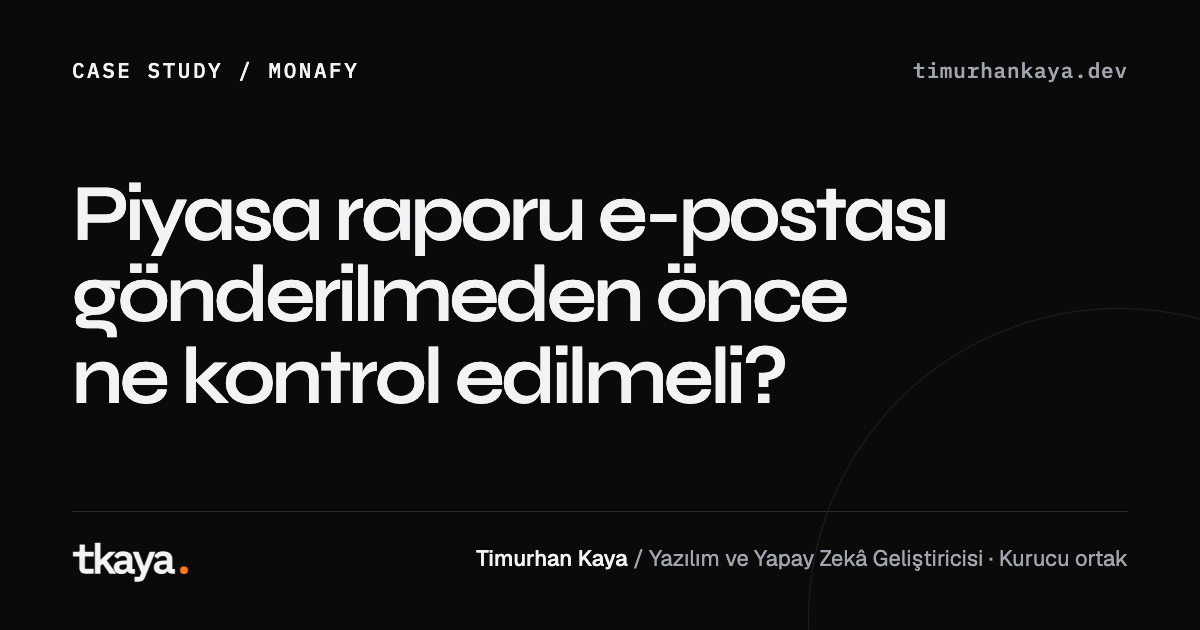 CASE STUDY / MONAFY
timurhankaya.dev
Piyasa raporu e-postası
gönderilmeden önce
ne kontrol edilmeli?
tkaya.
Timurhan Kaya / Yazılım ve Yapay Zekâ Geliştiricisi · Kurucu ortak